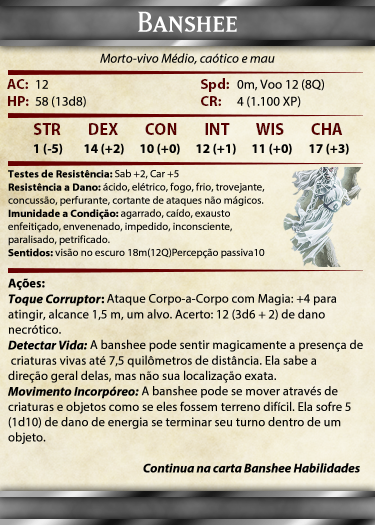 BANSHEE
Morto-vivo Médio, caótico e mau
AC: 12 Spd: 0m, Voo 12 (8Q)
HP: 58 (13d8) CR: 4 (1.100 XP)
STR DEX CON INT WIS CHA
1 (-5) 14 (+2) 10 (+0) 12 (+1) 11 (+0) 17 (+3)
Testes de Resistência: Sab +2, Car +5
Resistência a Dano: ácido, elétrico, fogo, frio, trovejante,
concussão, perfurante, cortante de ataques não mágicos.
Imunidade a Condição: agarrado, caído, exausto
enfeitiçado, envenenado, impedido, inconsciente,
paralisado, petrificado.
Sentidos: visão no escuro 18m(12Q)Percepção passiva10
Ações:
Toque Corruptor: Ataque Corpo-a-Corpo com Magia: +4 para
atingir, alcance 1,5 m, um alvo. Acerto: 12 (3d6 + 2) de dano
necrótico.
Detectar Vida: A banshee pode sentir magicamente a presença de
criaturas vivas até 7,5 quilômetros de distância. Ela sabe a
direção geral delas, mas não sua localização exata.
Movimento Incorpóreo: A banshee pode se mover através de
criaturas e objetos como se eles fossem terreno difícil. Ela sofre 5
(1d10) de dano de energia se terminar seu turno dentro de um
objeto.
Continua na carta Banshee Habilidades